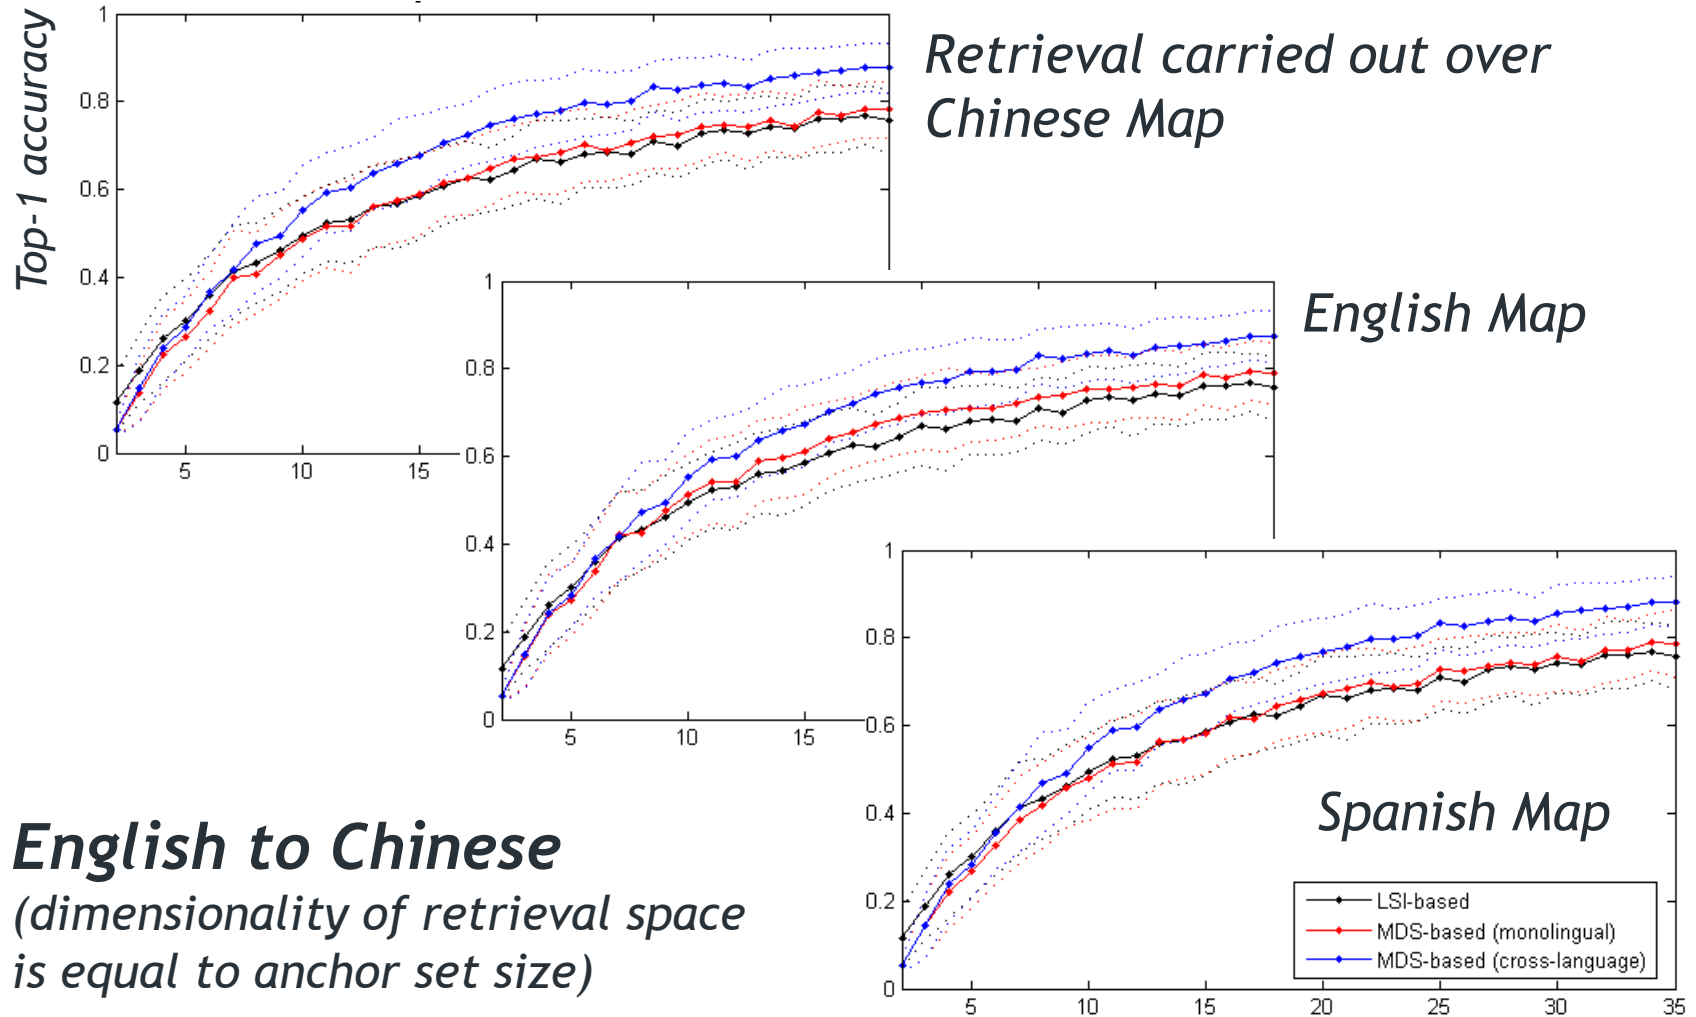 Top-1 accuracy
1
0.8
0.6
0.4
0.2
0
5
10
15
Retrieval carried out over
Chinese Map
1
0.8
0.6
0.4
0.2
0
5
10
15
English Map
1
0.8
0.6
0.4
0.2
0
5
10
15
20
25
30
35
Spanish Map
LSI-based
MDS-based (monolingual)
MDS-based (cross-language)
English to Chinese
(dimensionality of retrieval space
is equal to anchor set size)